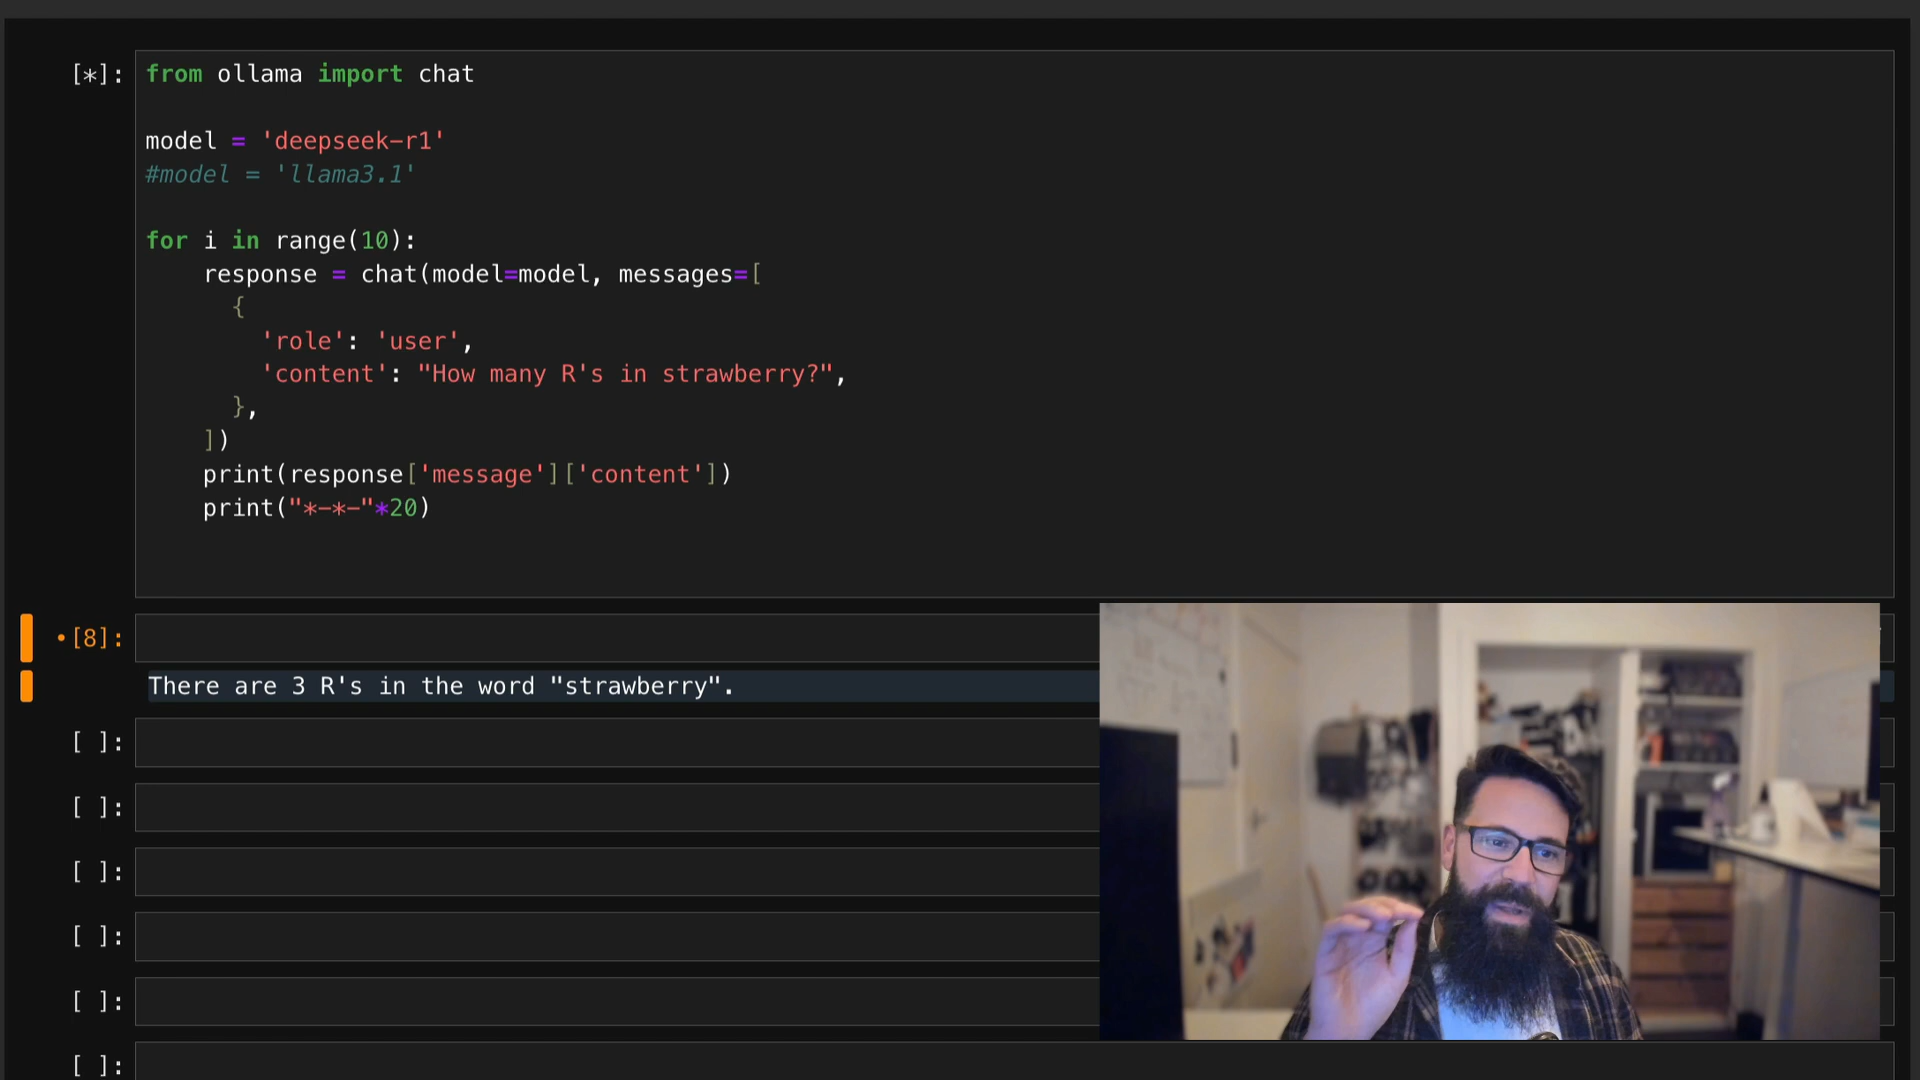 [*]: from ollama import chat
model = 'deepseek-r1'
#model = 'llama3.1'
for i in range(10):
    response = chat(model=model, messages=[
      {
        'role': 'user',
        'content': "How many R's in strawberry?",
      },
    ])
    print(response['message']['content'])
    print("*-*-"*20)
•[8]:
There are 3 R's in the word "strawberry".
[ ]:
[ ]:
[ ]:
[ ]:
[ ]:
[ ]: